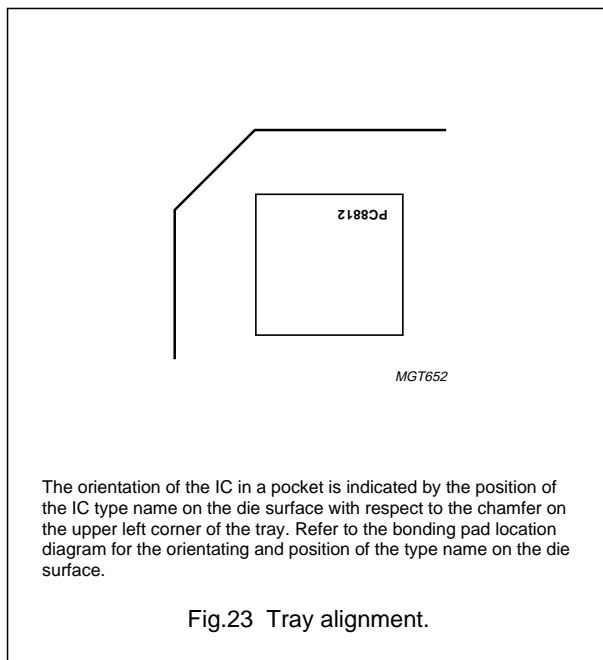 PC8812
MGT652
The orientation of the IC in a pocket is indicated by the position of
the IC type name on the die surface with respect to the chamfer on
the upper left corner of the tray. Refer to the bonding pad location
diagram for the orientating and position of the type name on the die
surface.
Fig.23 Tray alignment.